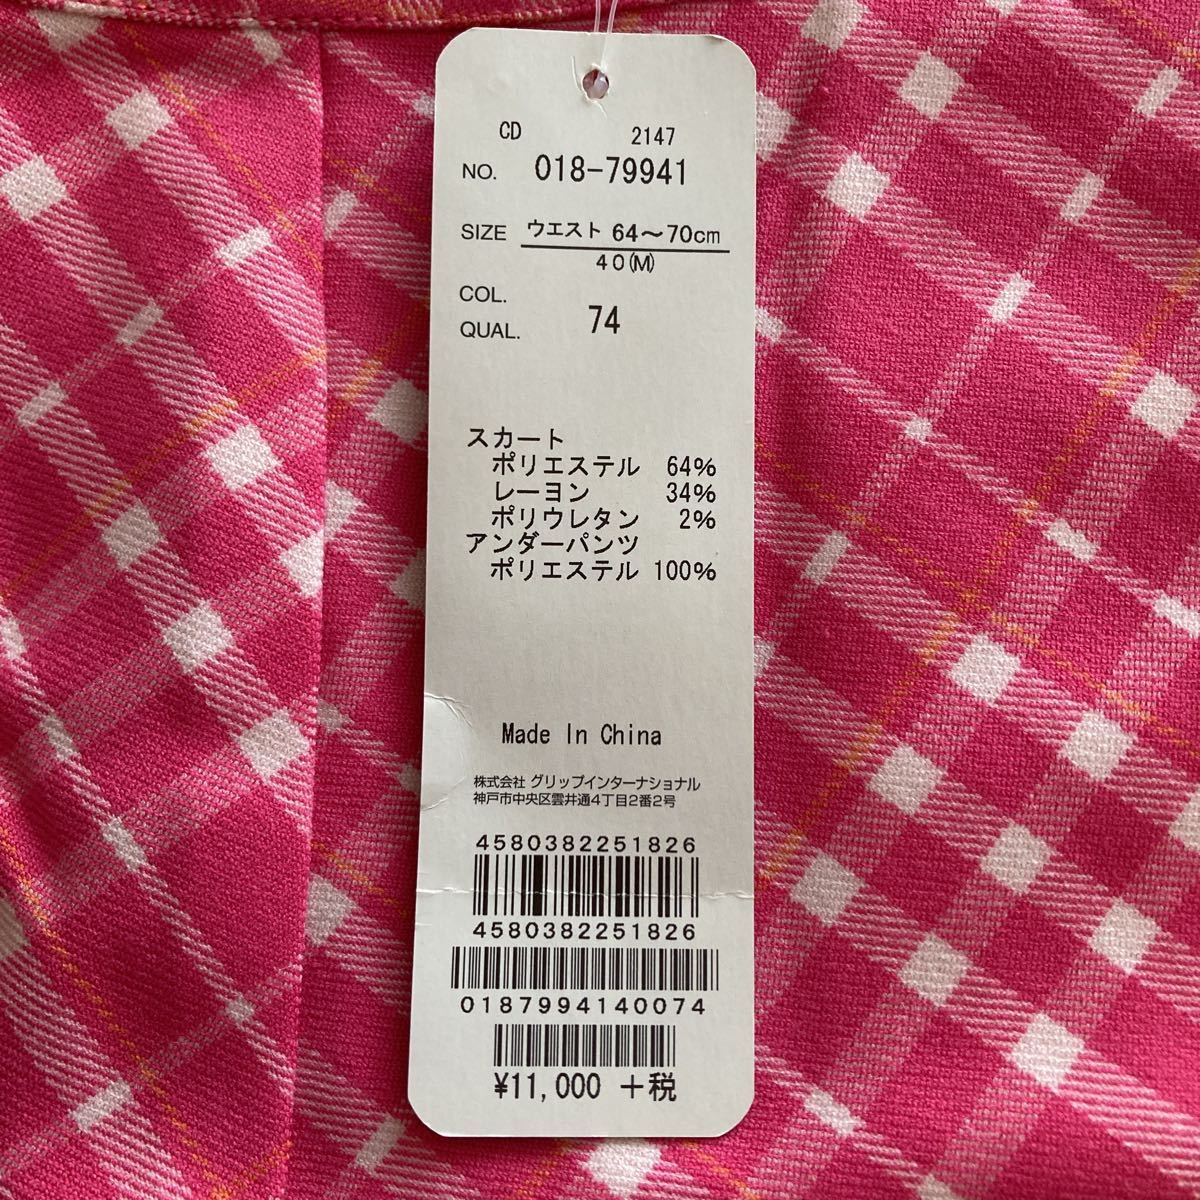 CD 2147
NO. 018-79941
SIZE ウエスト 64～70cm
40(M)
COL.
QUAL. 74
スカート
ポリエステル 64%
レーヨン 34%
ポリウレタン 2%
アンダーパンツ
ポリエステル 100%
Made In China
株式会社 グリップインターナショナル
神戸市中央区雲井通4丁目2番2号
4580382251826
4580382251826
0187994140074
¥11,000 +税